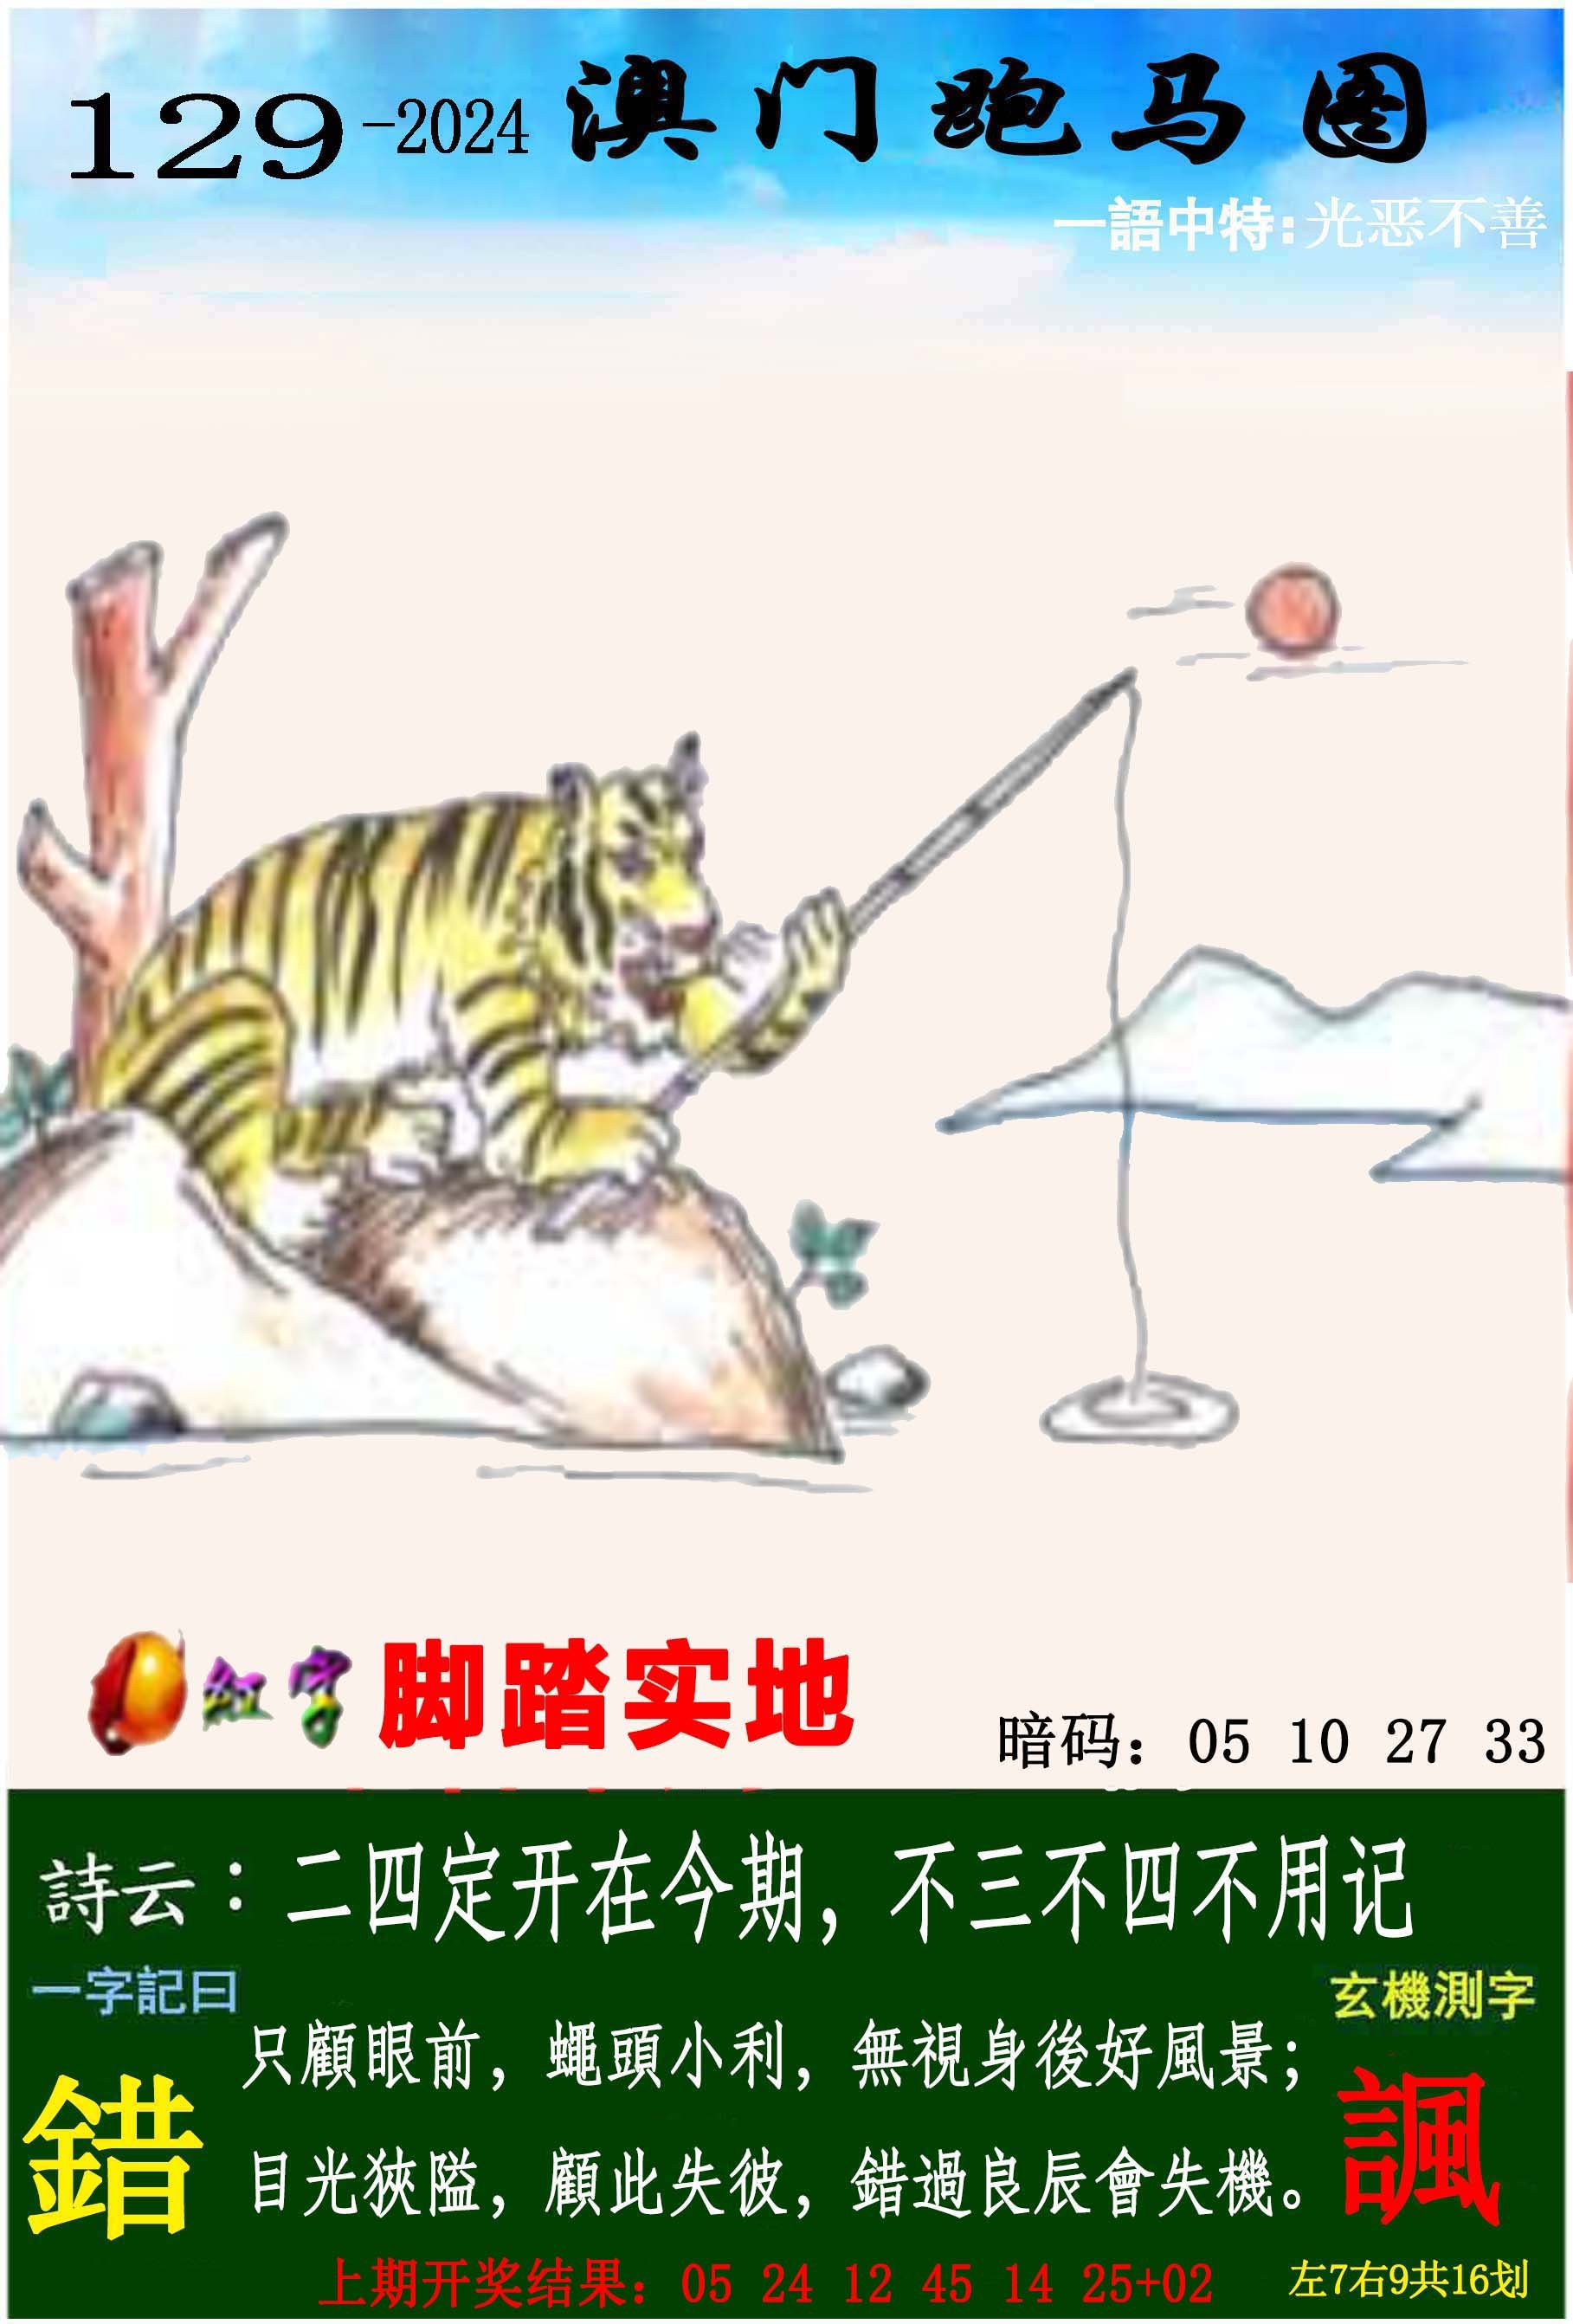 129-2024 澳门跑马图
一語中特:光恶不善
红字 脚踏实地
暗码: 05 10 27 33
詩云：二四定开在今期，不三不四不用记
一字記日
玄機測字
只顧眼前，蠅頭小利，無視身後好風景；
錯
諷
目光狹隘，顧此失彼，錯過良辰會失機。
上期开奖结果：05 24 12 45 14 25+02
左7右9共16划